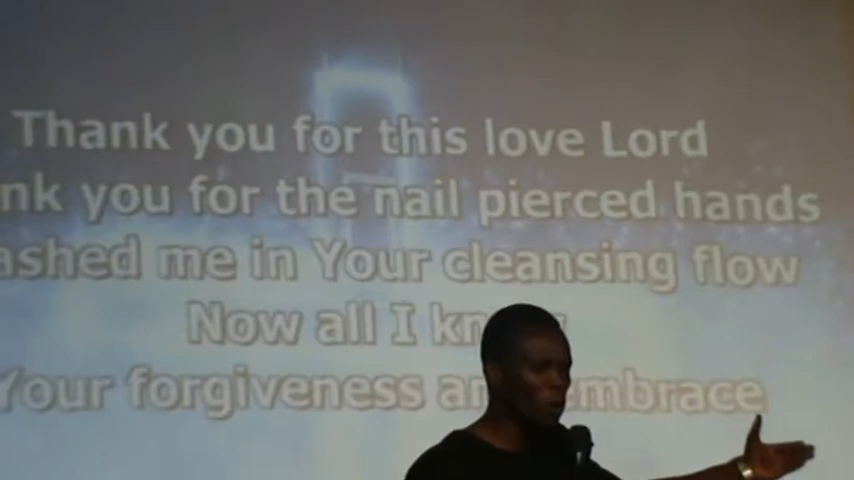 Thank you for this love Lord
nk you for the nail pierced hands
ashed me in Your cleansing flow
Now all I kn
Your forgiveness an mbrace